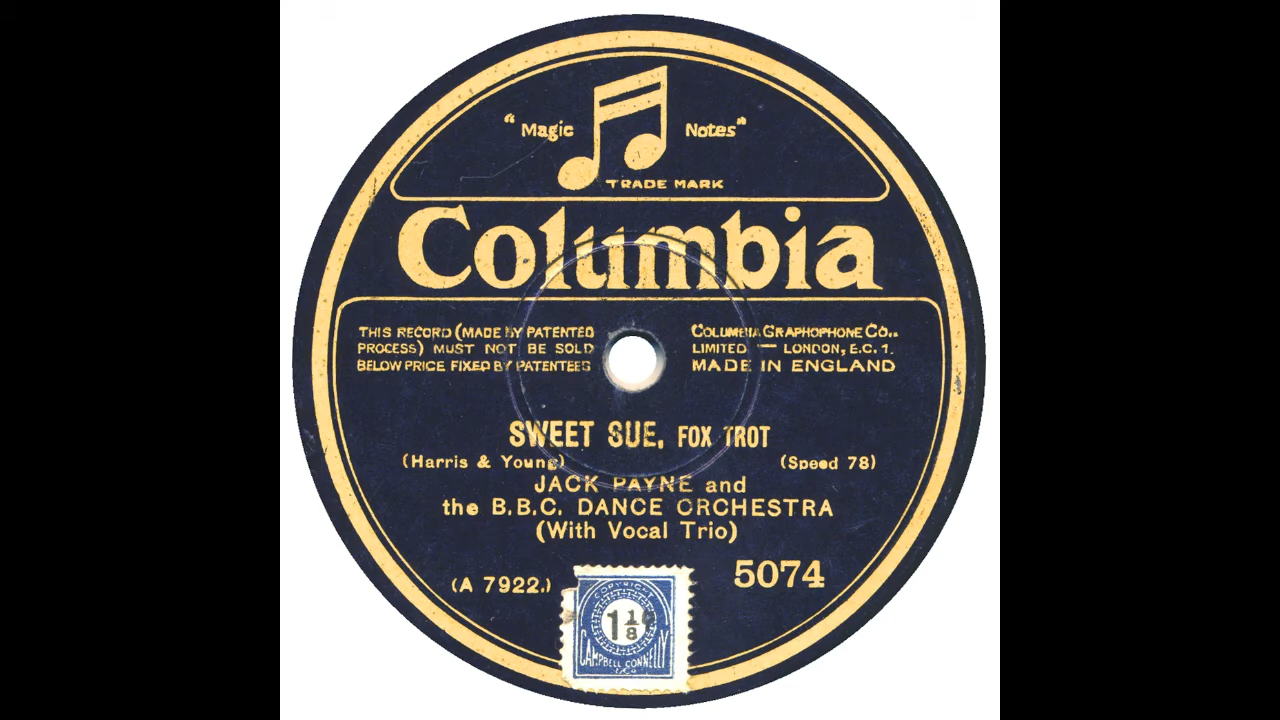 "Magic Notes"
TRADE MARK
Columbia
THIS RECORD (MADE BY PATENTED
PROCESS) MUST NOT BE SOLD
BELOW PRICE FIXED BY PATENTEES
COLUMBIA GRAPHOPHONE CO.,
LIMITED — LONDON, E.C. 1.
MADE IN ENGLAND
SWEET SUE, FOX TROT
(Harris & Young)
(Speed 78)
JACK PAYNE and
the B.B.C. DANCE ORCHESTRA
(With Vocal Trio)
(A 7922.)
5074
COPYRIGHT
1 1/8
CAMPBELL CONNELLY
& Co